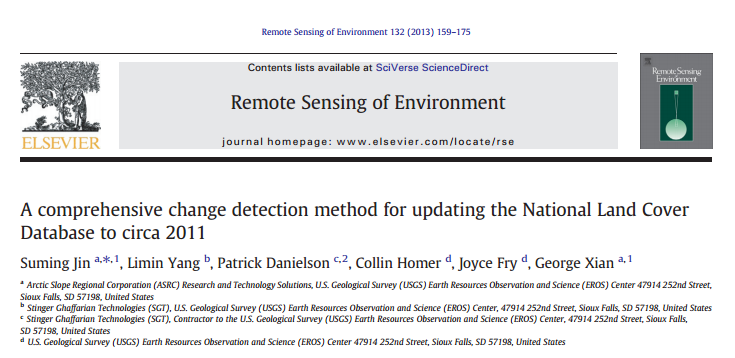 Remote Sensing of Environment 132 (2013) 159–175
Contents lists available at SciVerse ScienceDirect
Remote Sensing of Environment
journal homepage: www.elsevier.com/locate/rse
ELSEVIER
Remote Sensing
Environment
A comprehensive change detection method for updating the National Land Cover
Database to circa 2011
Suming Jin a,*,1, Limin Yang b, Patrick Danielson c,2, Collin Homer d, Joyce Fry d, George Xian a,1
a Arctic Slope Regional Corporation (ASRC) Research and Technology Solutions, U.S. Geological Survey (USGS) Earth Resources Observation and Science (EROS) Center 47914 252nd Street,
Sioux Falls, SD 57198, United States
b Stinger Ghaffarian Technologies (SGT), U.S. Geological Survey (USGS) Earth Resources Observation and Science (EROS) Center, 47914 252nd Street, Sioux Falls, SD 57198, United States
c Stinger Ghaffarian Technologies (SGT), Contractor to the U.S. Geological Survey (USGS) Earth Resources Observation and Science (EROS) Center, 47914 252nd Street, Sioux Falls,
SD 57198, United States
d U.S. Geological Survey (USGS) Earth Resources Observation and Science (EROS) Center 47914 252nd Street, Sioux Falls, SD 57198, United States